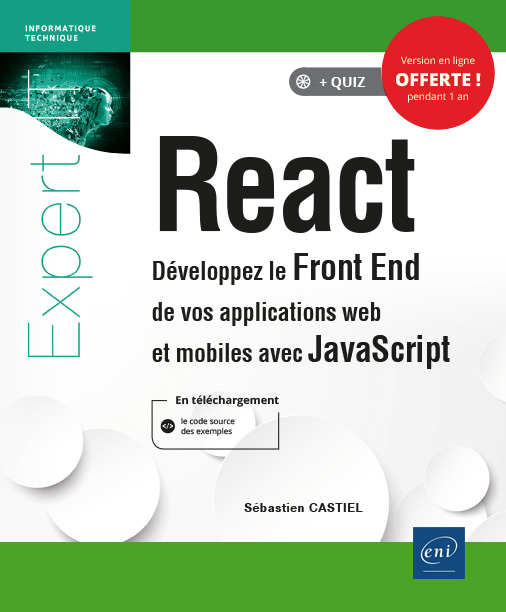 INFORMATIQUE
TECHNIQUE
Version en ligne
OFFERTE !
pendant 1 an
+ QUIZ
Expert IT
React
Développez le Front End
de vos applications web
et mobiles avec JavaScript
En téléchargement
</>
le code source
des exemples
Sébastien CASTIEL
eni